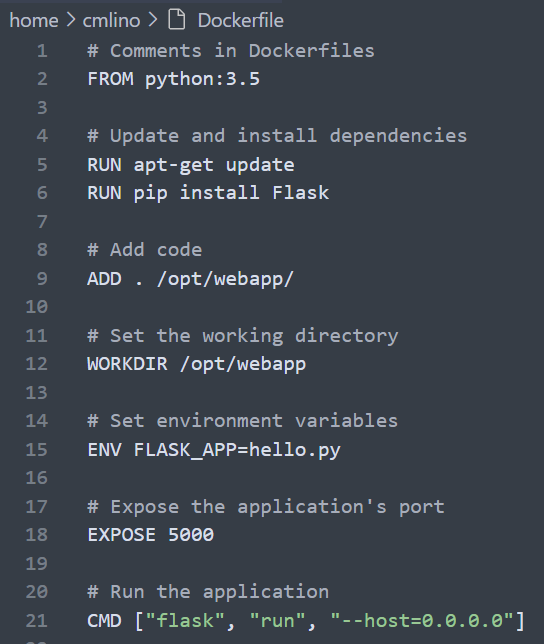 home > cmlino > Dockerfile
1 # Comments in Dockerfiles
2 FROM python:3.5
3
4 # Update and install dependencies
5 RUN apt-get update
6 RUN pip install Flask
7
8 # Add code
9 ADD . /opt/webapp/
10
11 # Set the working directory
12 WORKDIR /opt/webapp
13
14 # Set environment variables
15 ENV FLASK_APP=hello.py
16
17 # Expose the application's port
18 EXPOSE 5000
19
20 # Run the application
21 CMD ["flask", "run", "--host=0.0.0.0"]